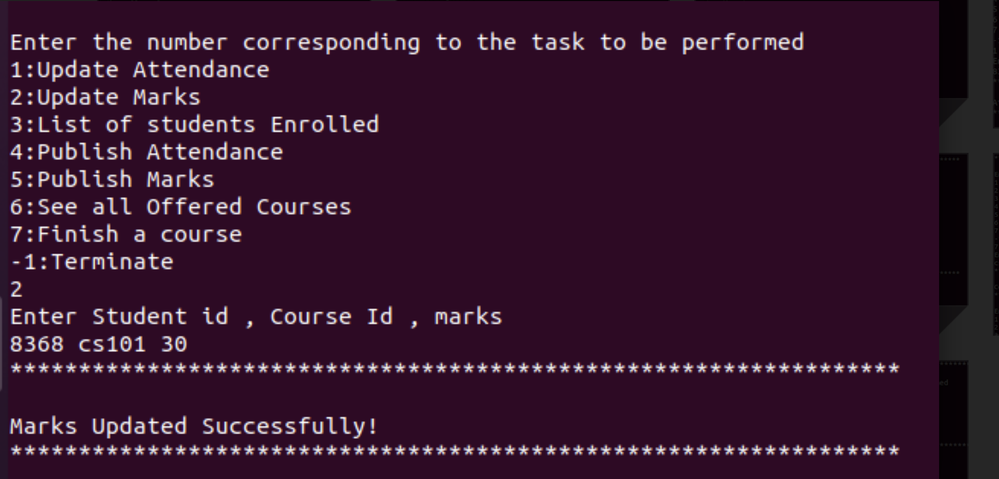 Enter the number corresponding to the task to be performed
1:Update Attendance
2:Update Marks
3:List of students Enrolled
4:Publish Attendance
5:Publish Marks
6:See all Offered Courses
7:Finish a course
-1:Terminate
2
Enter Student id , Course Id , marks
8368 cs101 30
*****************************************************************
Marks Updated Successfully!
*****************************************************************